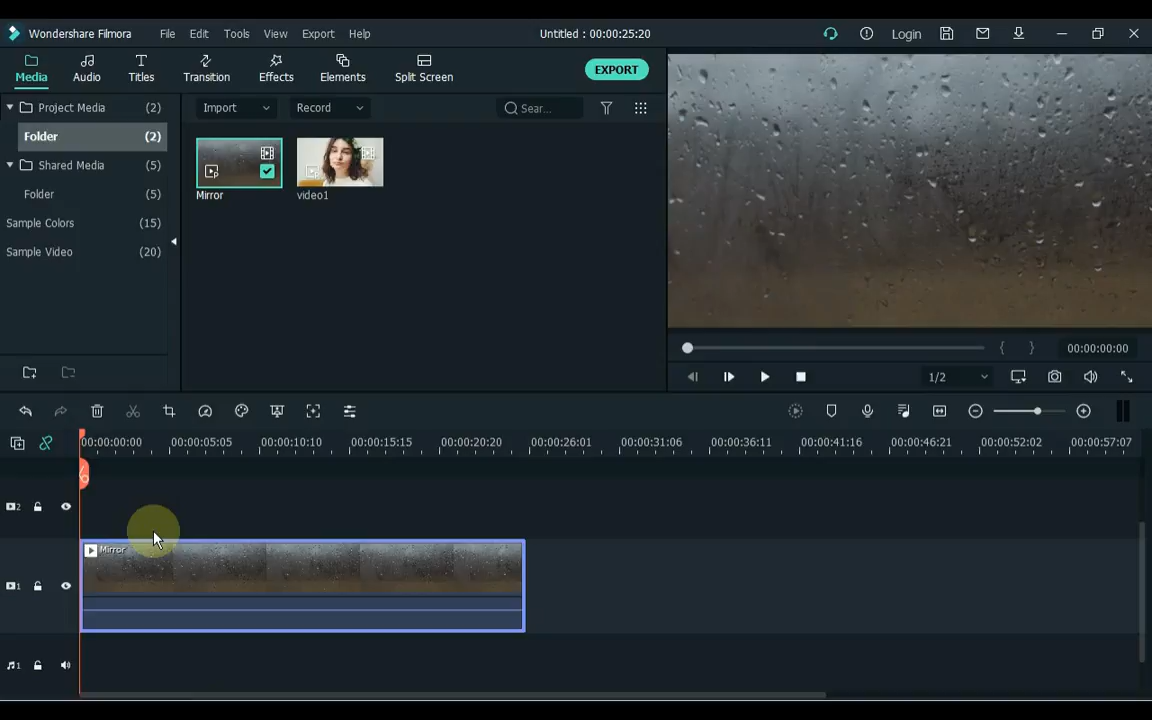 Wondershare Filmora File Edit Tools View Export Help Untitled : 00:00:25:20 Login
Media Audio Titles Transition Effects Elements Split Screen EXPORT
Project Media (2) Import Record Sear...
Folder (2)
Shared Media (5)
Folder (5)
Sample Colors (15)
Sample Video (20)
Mirror video1
00:00:00:00
1/2
00:00:00:00 00:00:05:05 00:00:10:10 00:00:15:15 00:00:20:20 00:00:26:01 00:00:31:06 00:00:36:11 00:00:41:16 00:00:46:21 00:00:52:02 00:00:57:07
2
Mirror
1
1